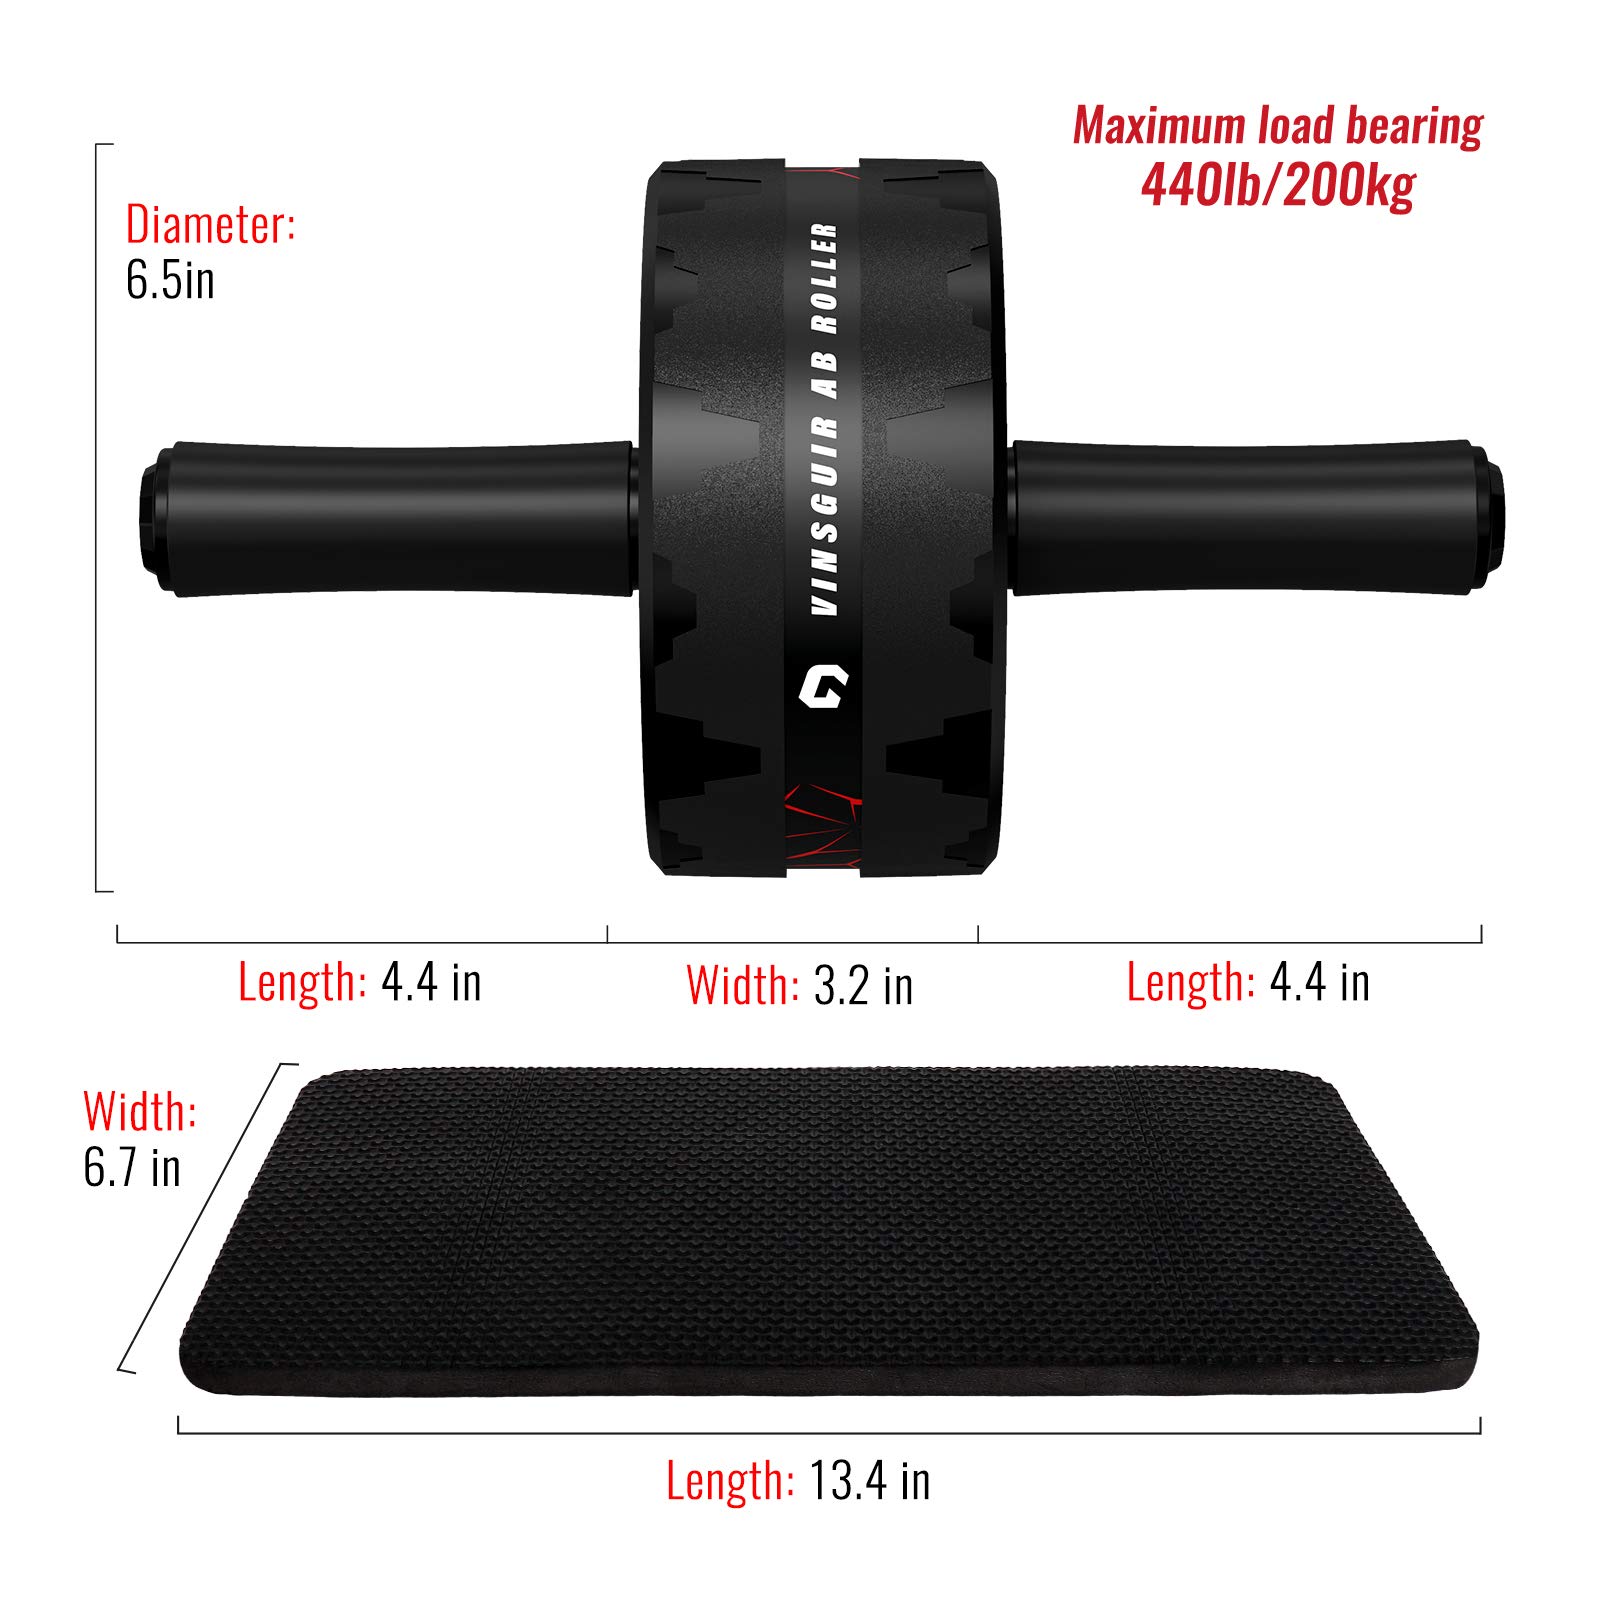 Maximum load bearing
440lb/200kg
Diameter:
6.5in
VINSGUIR AB ROLLER
Length: 4.4 in
Width: 3.2 in
Length: 4.4 in
Width:
6.7 in
Length: 13.4 in